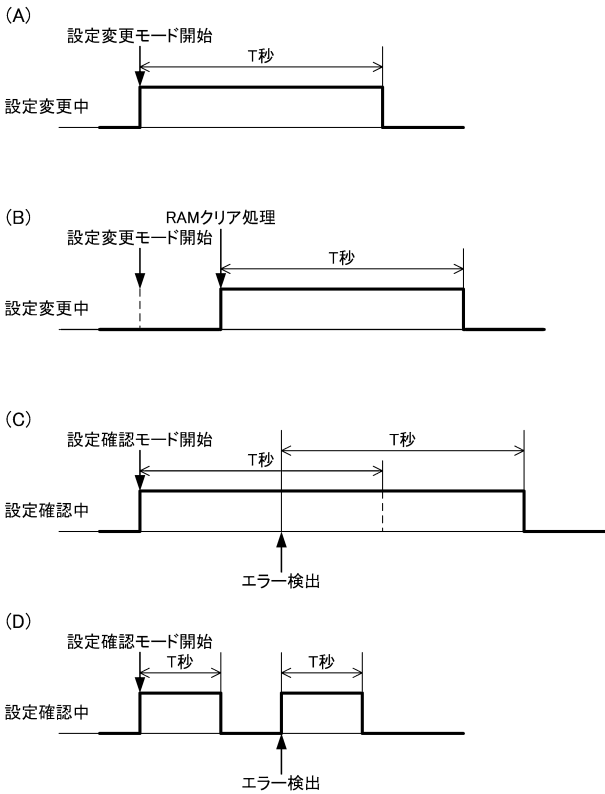 (A)
設定変更モード開始
T秒
設定変更中
(B)
RAMクリア処理
設定変更モード開始
T秒
設定変更中
(C)
設定確認モード開始
T秒
T秒
設定確認中
エラー検出
(D)
設定確認モード開始
T秒
T秒
設定確認中
エラー検出